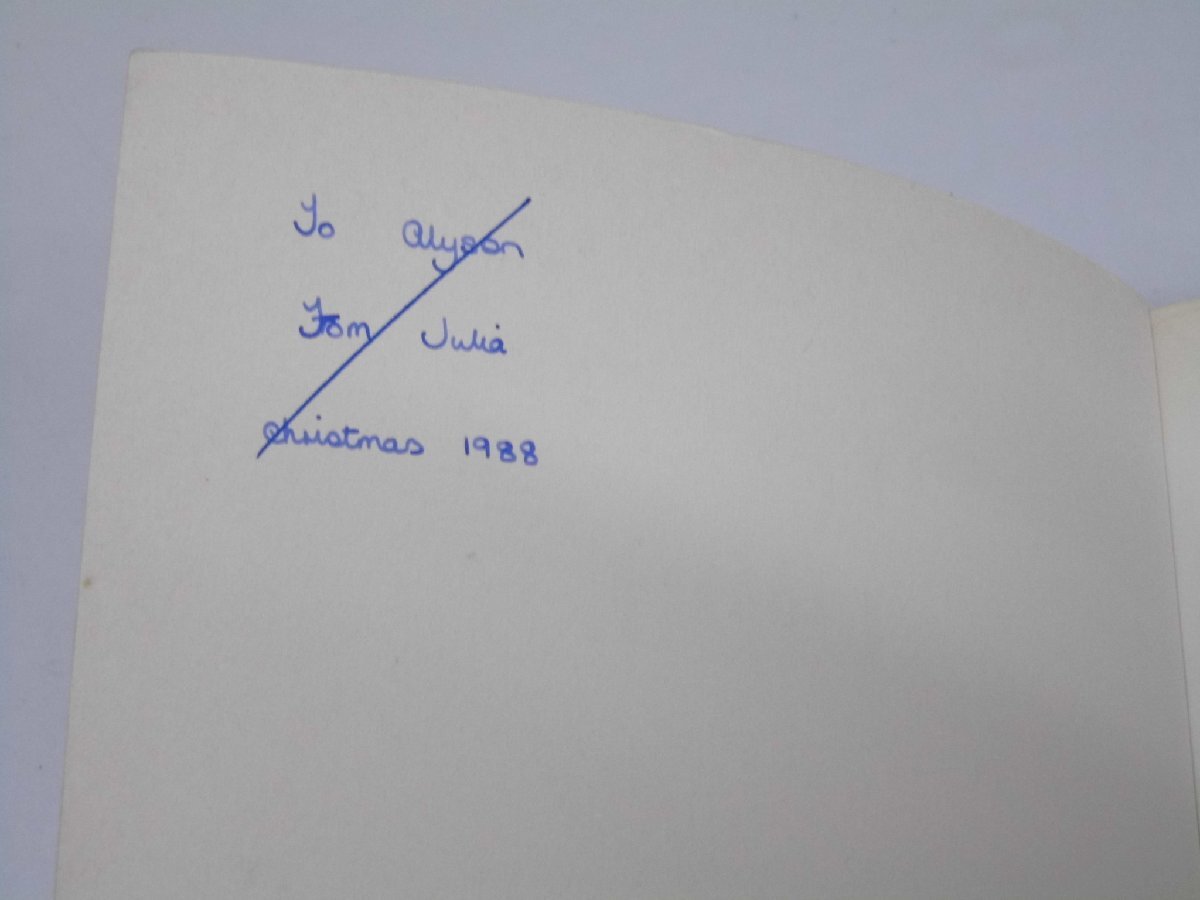 To Alyson
From Julia
Christmas 1988